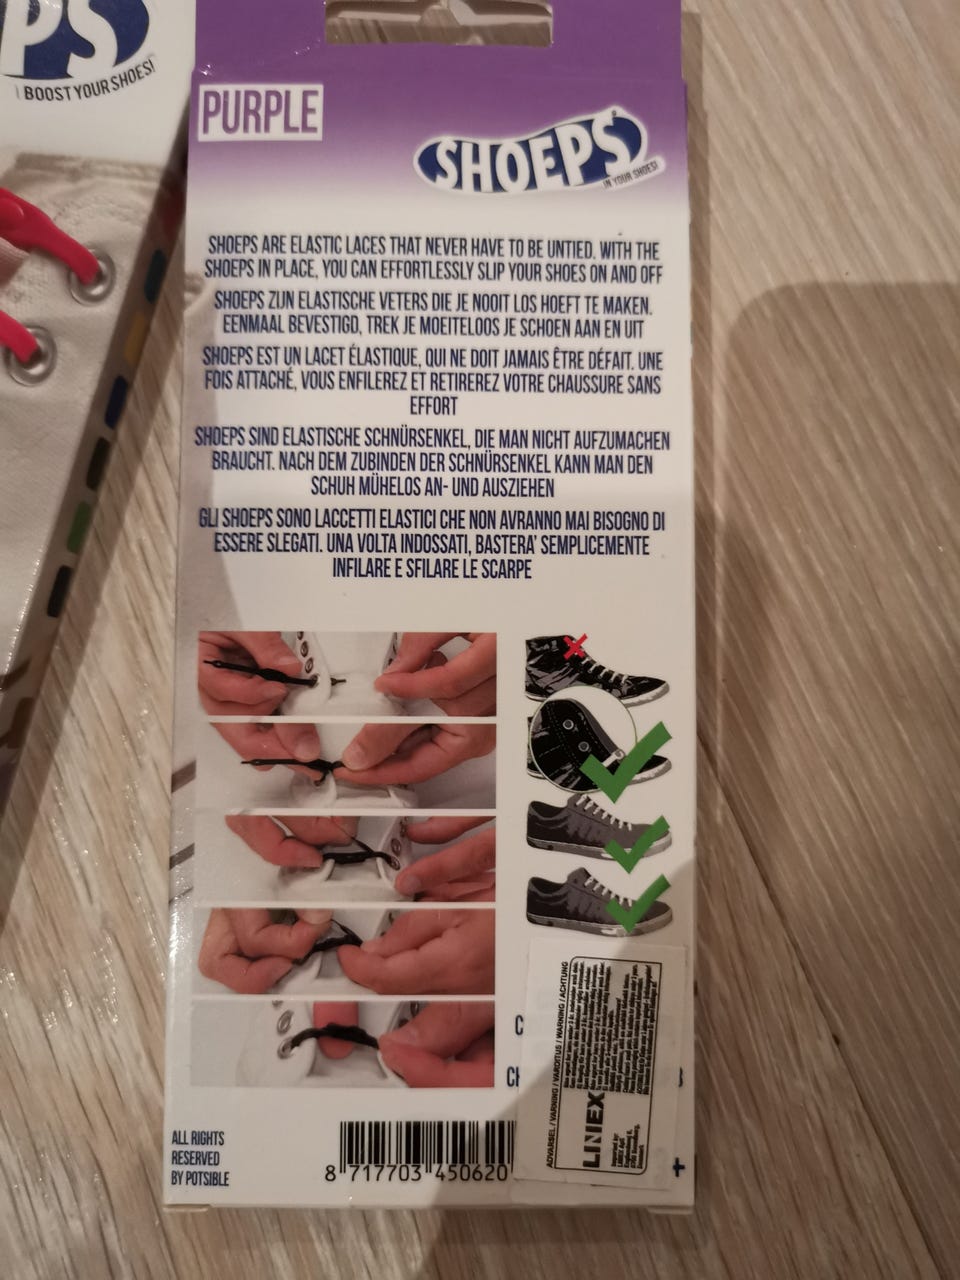 PS
BOOST YOUR SHOES!
PURPLE
SHOEPS
IN YOUR SHOES!
SHOEPS ARE ELASTIC LACES THAT NEVER HAVE TO BE UNTIED. WITH THE
SHOEPS IN PLACE, YOU CAN EFFORTLESSLY SLIP YOUR SHOES ON AND OFF
SHOEPS ZIJN ELASTISCHE VETERS DIE JE NOOIT LOS HOEFT TE MAKEN.
EENMAAL BEVESTIGD, TREK JE MOEITELOOS JE SCHOEN AAN EN UIT
SHOEPS EST UN LACET ÉLASTIQUE, QUI NE DOIT JAMAIS ÊTRE DÉFAIT. UNE
FOIS ATTACHÉ, VOUS ENFILEREZ ET RETIREREZ VOTRE CHAUSSURE SANS
EFFORT
SHOEPS SIND ELASTISCHE SCHNÜRSENKEL, DIE MAN NICHT AUFZUMACHEN
BRAUCHT. NACH DEM ZUBINDEN DER SCHNÜRSENKEL KANN MAN DEN
SCHUH MÜHELOS AN- UND AUSZIEHEN
GLI SHOEPS SONO LACCETTI ELASTICI CHE NON AVRANNO MAI BISOGNO DI
ESSERE SLEGATI. UNA VOLTA INDOSSATI, BASTERA' SEMPLICEMENTE
INFILARE E SFILARE LE SCARPE
ADVARSEL / VARNING / VAROITUS / WARNING / ACHTUNG
LINIEX
Imported by:
LINIEX ApS
ALL RIGHTS
RESERVED
BY POTSIBLE
8 717703 450620